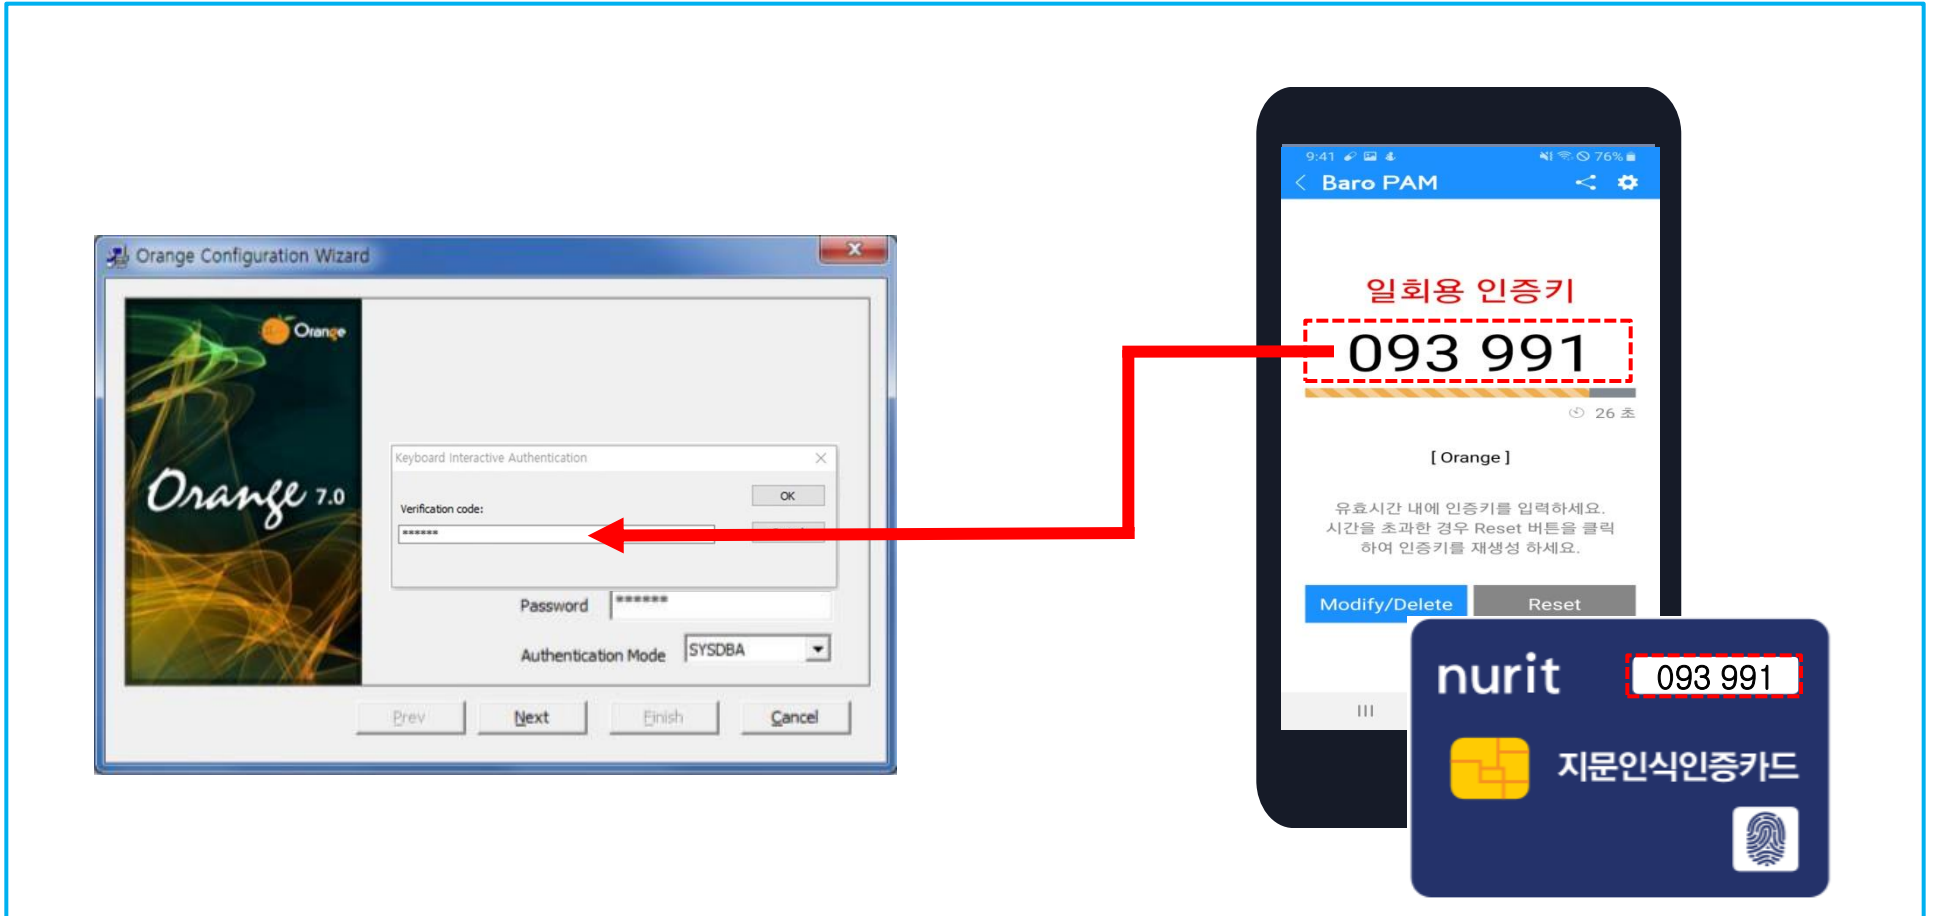 Orange Configuration Wizard
Orange
Orange 7.0
Keyboard Interactive Authentication
OK
Verification code:
******
Password ******
Authentication Mode SYSDBA
Prev Next Finish Cancel
9:41 76%
Baro PAM
일회용 인증키
093 991
26 초
[ Orange ]
유효시간 내에 인증키를 입력하세요.
시간을 초과한 경우 Reset 버튼을 클릭
하여 인증키를 재생성 하세요.
Modify/Delete Reset
nurit 093 991
지문인식인증카드